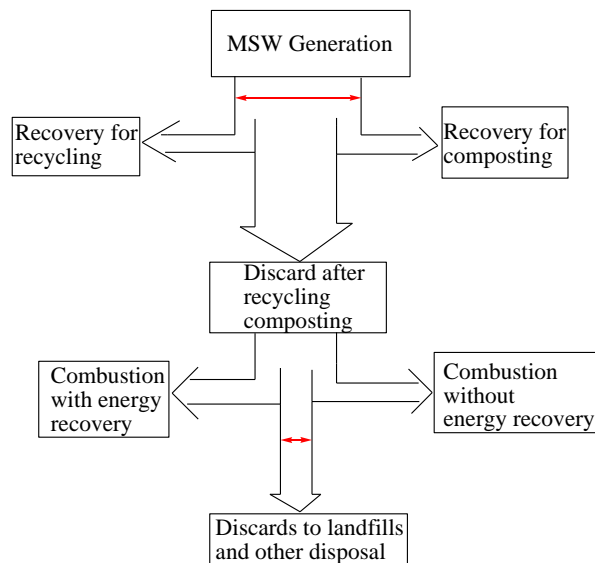 MSW Generation
Recovery for
recycling
Recovery for
composting
Discard after
recycling
composting
Combustion
with energy
recovery
Combustion
without
energy recovery
Discards to landfills
and other disposal